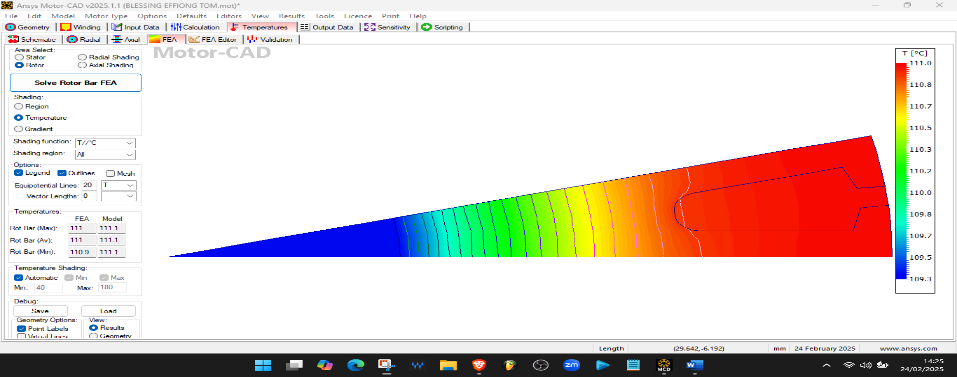 Ansys Motor-CAD v2025.1.1 (BLESSING EFFIONG TOM.mot)*
File Edit Model Motor Type Options Defaults Editors View Results Tools Licence Print Help
Geometry Winding Input Data Calculation Temperatures Output Data Sensitivity Scripting
Schematic Radial Axial FEA FEA Editor Validation
Motor-CAD
Area Select:
Stator Radial Shading
Rotor Axial Shading
Solve Rotor Bar FEA
Shading:
Region
Temperature
Gradient
Shading function: T//°C
Shading region: All
Options:
Legend Outlines Mesh
Equipotential Lines: 20 T
Vector Lengths: 0
Temperatures:
FEA Model
Rot Bar (Max): 111 111.1
Rot Bar (Av): 111 111.1
Rot Bar (Min): 110.9 111.1
Temperature Shading:
Automatic Min Max
Min: 40 Max: 180
Debug:
Save Load
Geometry Options: View:
Point Labels Results
Virtual Lines Geometry
T [°C]
111.0
110.8
110.7
110.5
110.3
110.2
110.0
109.8
109.7
109.5
109.3
Length (29.642,-6.192) mm 24 February 2025 www.ansys.com
zm
MCD
W
14:25
24/02/2025